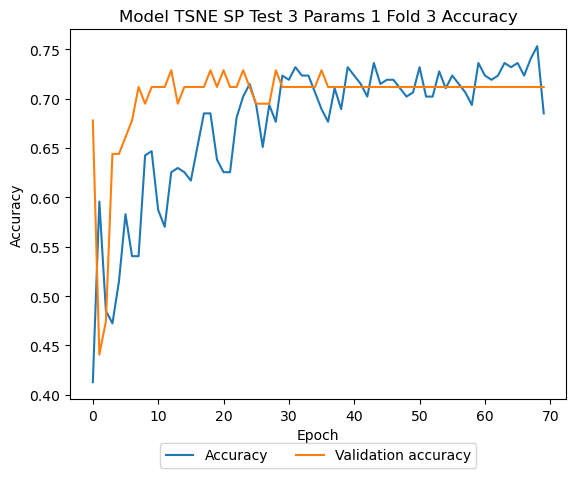 Model TSNE SP Test 3 Params 1 Fold 3 Accuracy
0.75
0.70
0.65
0.60
0.55
0.50
0.45
0.40
Accuracy
0 10 20 30 40 50 60 70
Epoch
Accuracy Validation accuracy